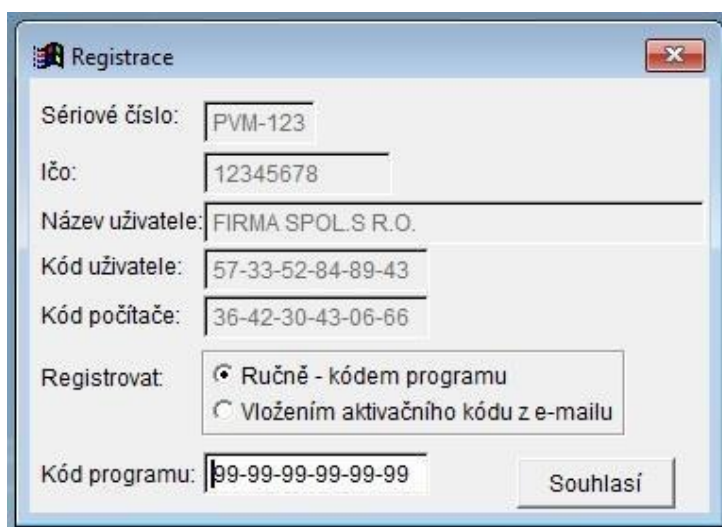 Registrace
Sériové číslo: PVM-123
Ičo: 12345678
Název uživatele: FIRMA SPOL.S R.O.
Kód uživatele: 57-33-52-84-89-43
Kód počítače: 36-42-30-43-06-66
Registrovat: Ručně - kódem programu
Vložením aktivačního kódu z e-mailu
Kód programu: 99-99-99-99-99-99 Souhlasí